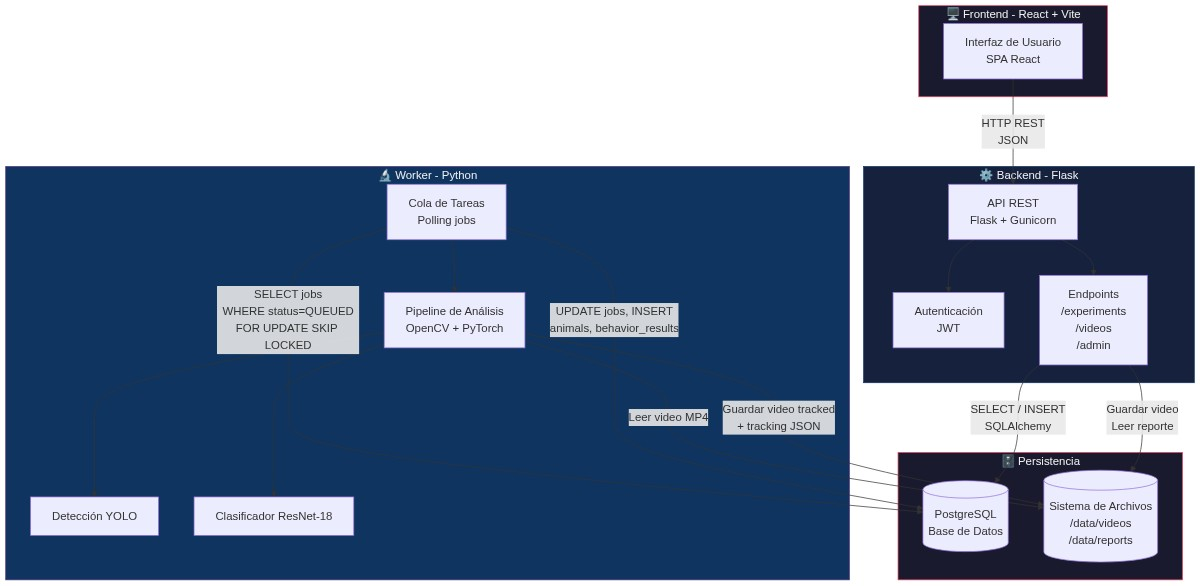 🖥️ Frontend - React + Vite
Interfaz de Usuario
SPA React
HTTP REST
JSON
🔬 Worker - Python
Cola de Tareas
Polling jobs
SELECT jobs
WHERE status=QUEUED
FOR UPDATE SKIP
LOCKED
Pipeline de Análisis
OpenCV + PyTorch
UPDATE jobs, INSERT
animals, behavior_results
Leer video MP4
Guardar video tracked
+ tracking JSON
Detección YOLO
Clasificador ResNet-18
⚙️ Backend - Flask
API REST
Flask + Gunicorn
Autenticación
JWT
Endpoints
/experiments
/videos
/admin
SELECT / INSERT
SQLAlchemy
Guardar video
Leer reporte
🗄️ Persistencia
PostgreSQL
Base de Datos
Sistema de Archivos
/data/videos
/data/reports